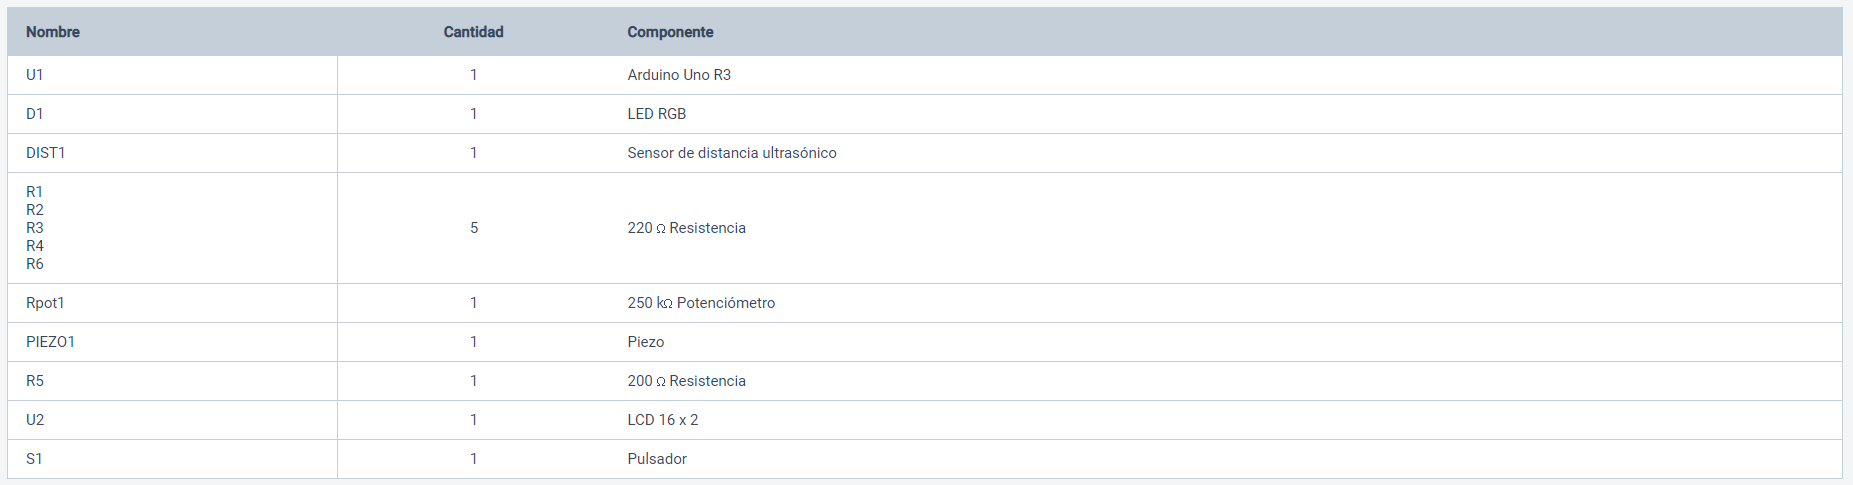 Nombre Cantidad Componente
U1 1 Arduino Uno R3
D1 1 LED RGB
DIST1 1 Sensor de distancia ultrasónico
R1
R2
R3 5 220 Ω Resistencia
R4
R6
Rpot1 1 250 kΩ Potenciómetro
PIEZO1 1 Piezo
R5 1 200 Ω Resistencia
U2 1 LCD 16 x 2
S1 1 Pulsador